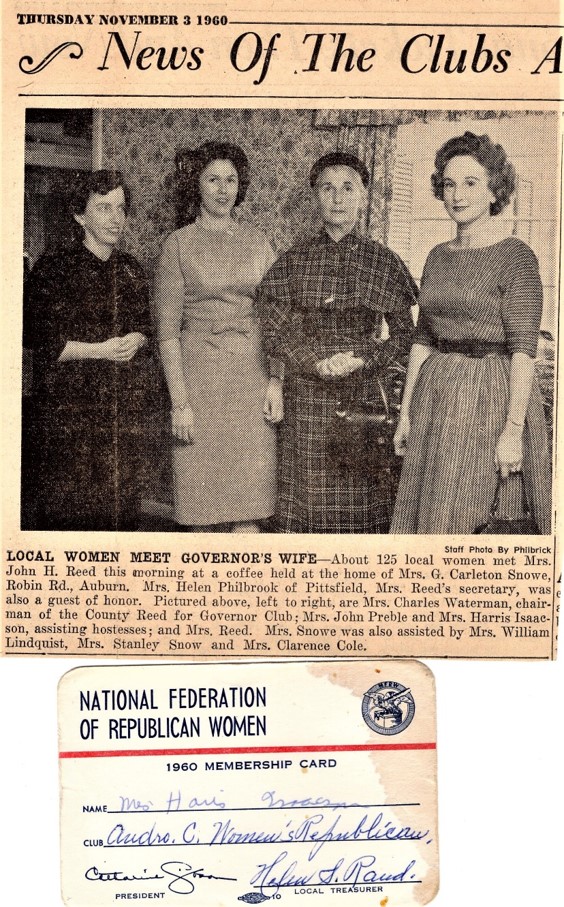 THURSDAY NOVEMBER 3 1960
News Of The Clubs A
Staff Photo By Philbrick
LOCAL WOMEN MEET GOVERNOR'S WIFE—About 125 local women met Mrs.
John H. Reed this morning at a coffee held at the home of Mrs. G. Carleton Snowe,
Robin Rd., Auburn. Mrs. Helen Philbrook of Pittsfield, Mrs. Reed's secretary, was
also a guest of honor. Pictured above, left to right, are Mrs. Charles Waterman, chair-
man of the County Reed for Governor Club; Mrs. John Preble and Mrs. Harris Isaac-
son, assisting hostesses; and Mrs. Reed. Mrs. Snowe was also assisted by Mrs. William
Lindquist, Mrs. Stanley Snow and Mrs. Clarence Cole.
NATIONAL FEDERATION
OF REPUBLICAN WOMEN
1960 MEMBERSHIP CARD
NAME Mrs Haris
CLUB Andro. C. Women's Republican,
Catherine Helen S. Rand.
PRESIDENT 10 LOCAL TREASURER